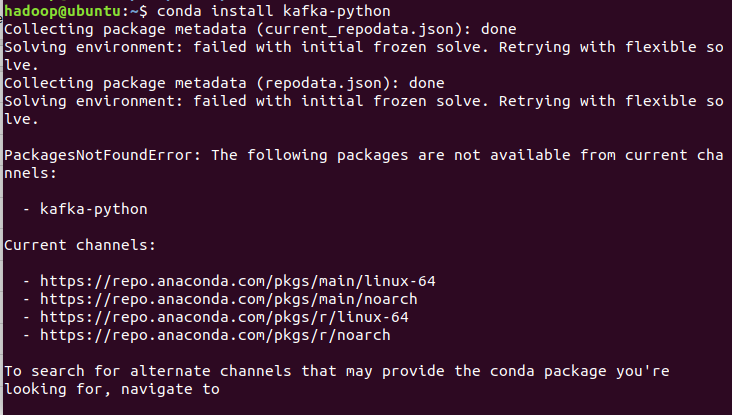 hadoop@ubuntu:~$ conda install kafka-python
Collecting package metadata (current_repodata.json): done
Solving environment: failed with initial frozen solve. Retrying with flexible so
lve.
Collecting package metadata (repodata.json): done
Solving environment: failed with initial frozen solve. Retrying with flexible so
lve.
PackagesNotFoundError: The following packages are not available from current cha
nnels:
  - kafka-python
Current channels:
  - https://repo.anaconda.com/pkgs/main/linux-64
  - https://repo.anaconda.com/pkgs/main/noarch
  - https://repo.anaconda.com/pkgs/r/linux-64
  - https://repo.anaconda.com/pkgs/r/noarch
To search for alternate channels that may provide the conda package you're
looking for, navigate to